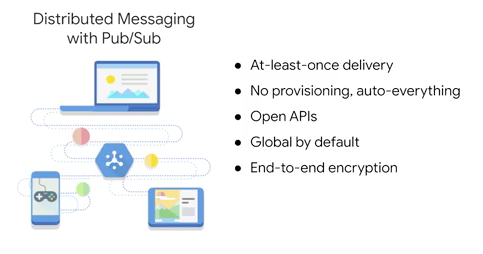 Distributed Messaging
with Pub/Sub
● At-least-once delivery
● No provisioning, auto-everything
● Open APIs
● Global by default
● End-to-end encryption